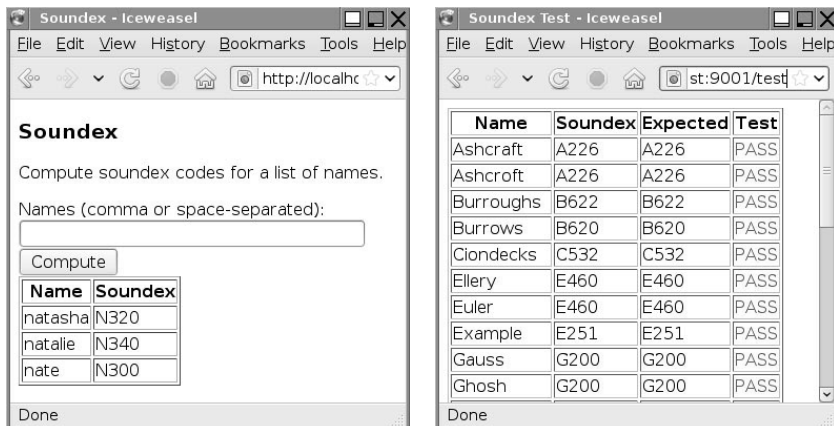 Soundex - Iceweasel
File Edit View History Bookmarks Tools Help
http://localhc
Soundex
Compute soundex codes for a list of names.
Names (comma or space-separated):
Compute
Name Soundex
natasha N320
natalie N340
nate N300
Done
Soundex Test - Iceweasel
File Edit View History Bookmarks Tools Help
st:9001/test
Name Soundex Expected Test
Ashcraft A226 A226 PASS
Ashcroft A226 A226 PASS
Burroughs B622 B622 PASS
Burrows B620 B620 PASS
Ciondecks C532 C532 PASS
Ellery E460 E460 PASS
Euler E460 E460 PASS
Example E251 E251 PASS
Gauss G200 G200 PASS
Ghosh G200 G200 PASS
Done